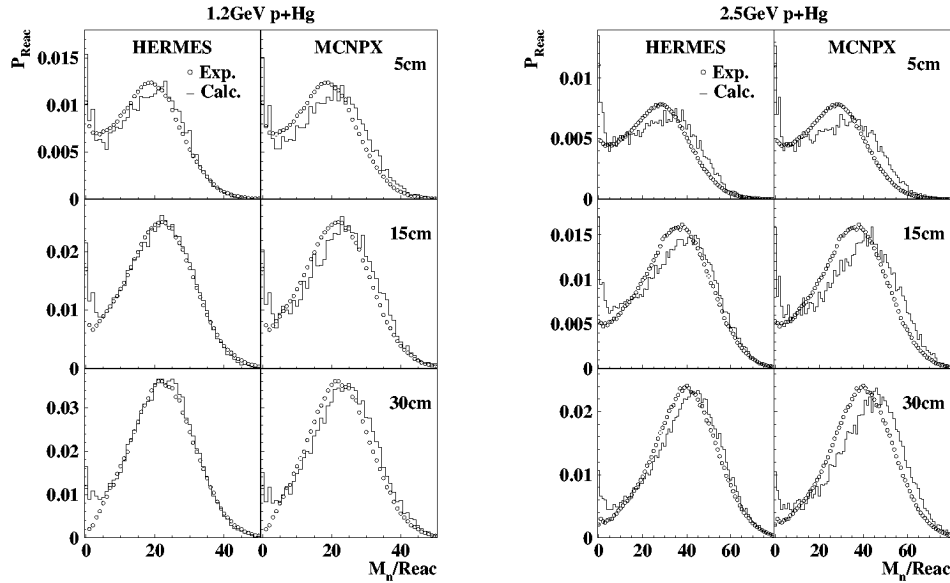 1.2GeV p+Hg
2.5GeV p+Hg
P_Reac
HERMES
MCNPX
5cm
Exp.
Calc.
0.015
0.01
0.005
0
15cm
0.02
0.01
0
30cm
0.03
0.02
0.01
0
0 20 40 0 20 40
M_n/Reac
P_Reac
HERMES
MCNPX
5cm
Exp.
Calc.
0.01
0.005
0
15cm
0.015
0.01
0.005
0
30cm
0.02
0.01
0
0 20 40 60 0 20 40 60
M_n/Reac